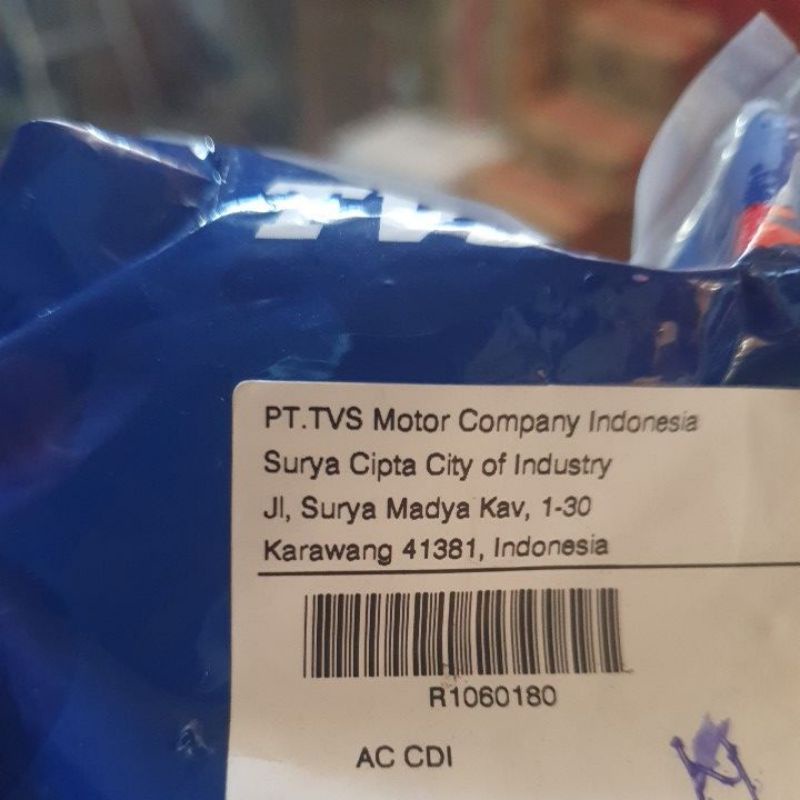 PT.TVS Motor Company Indonesia
Surya Cipta City of Industry
Jl, Surya Madya Kav, 1-30
Karawang 41381, Indonesia
R1060180
AC CDI